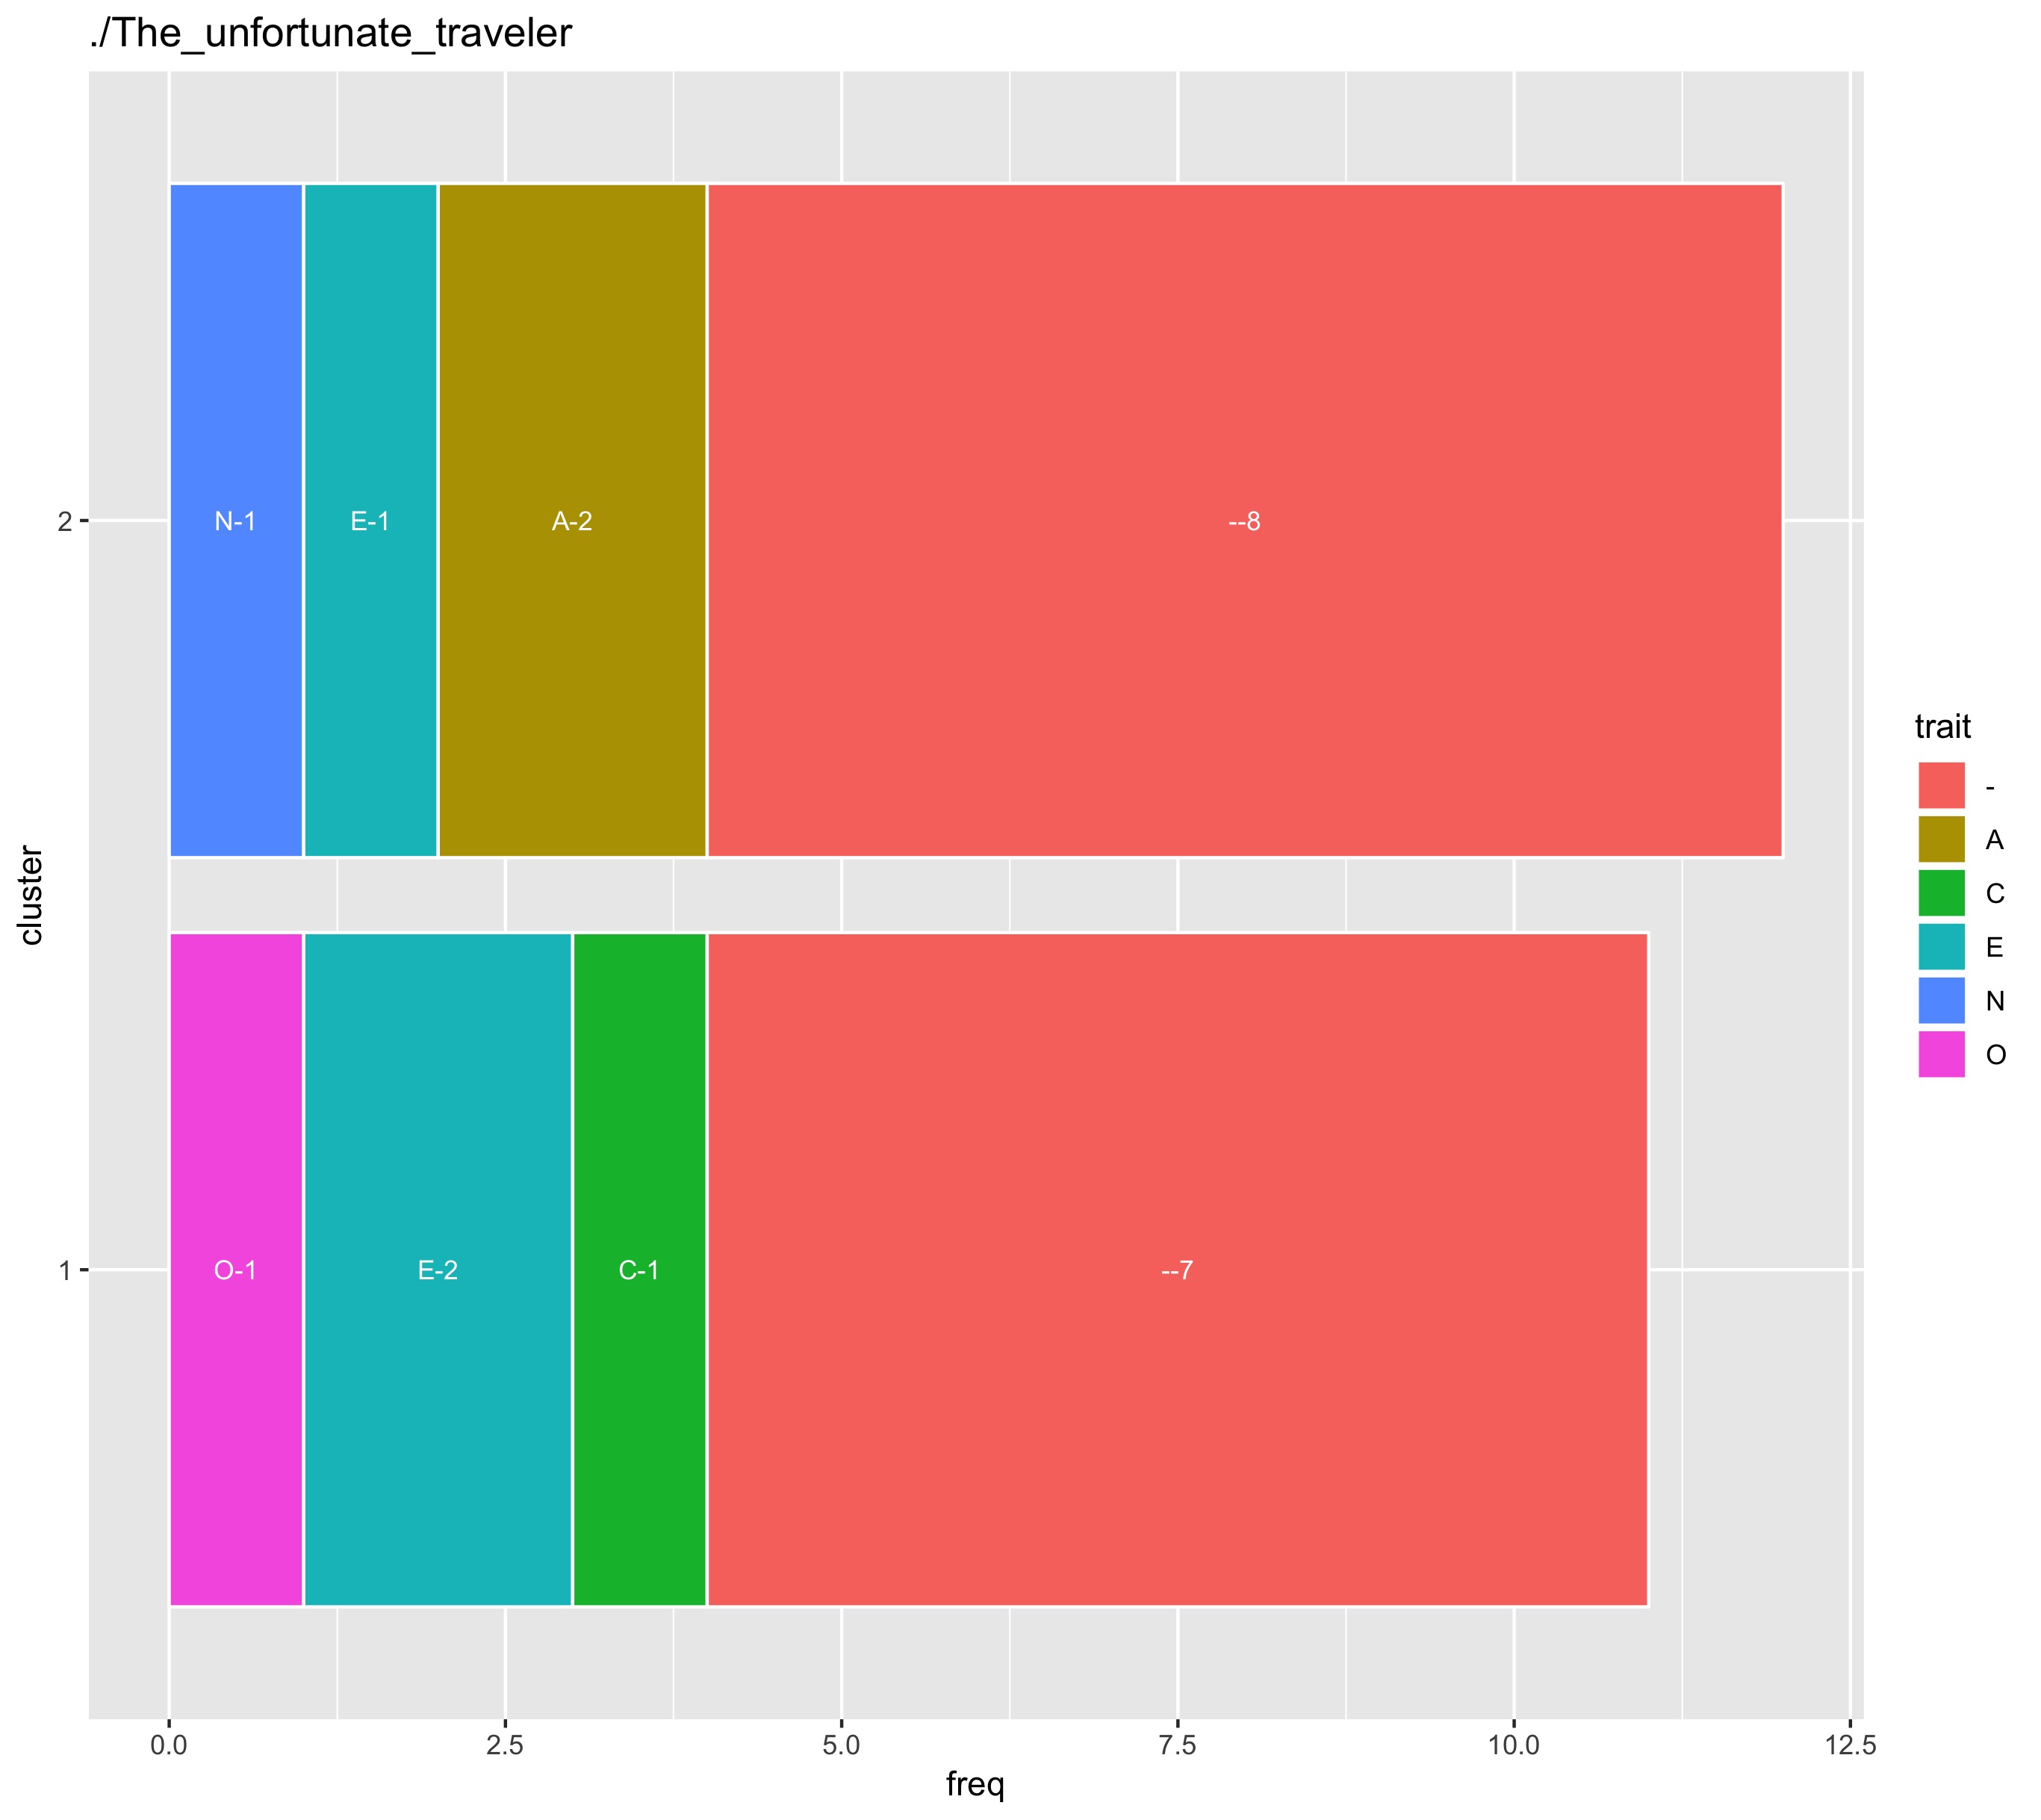 ./The_unfortunate_traveler
cluster
2
N-1 E-1 A-2 --8
1
O-1 E-2 C-1 --7
0.0 2.5 5.0 7.5 10.0 12.5
freq
trait
-
A
C
E
N
O